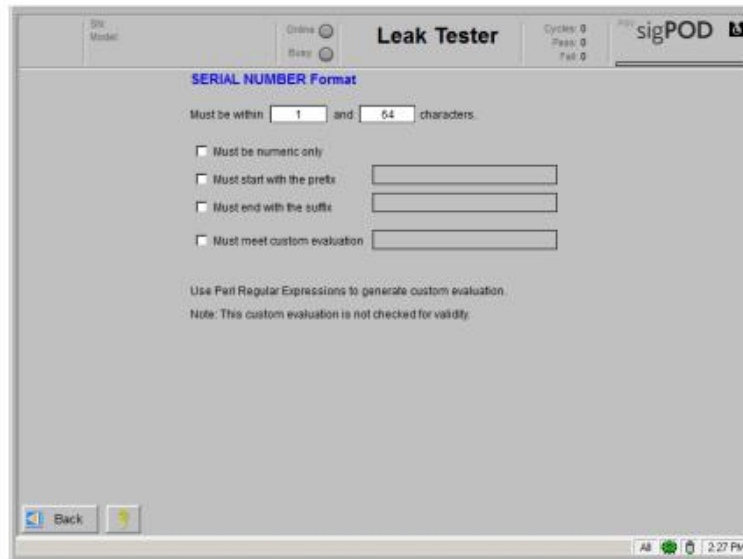 SN:
Model:
Online
Busy
Leak Tester
Cycles: 0
Pass: 0
Fail: 0
sigPOD
SERIAL NUMBER Format
Must be within 1 and 64 characters.
Must be numeric only
Must start with the prefix
Must end with the suffix
Must meet custom evaluation
Use Perl Regular Expressions to generate custom evaluation.
Note: This custom evaluation is not checked for validity.
Back
All 2:27 PM